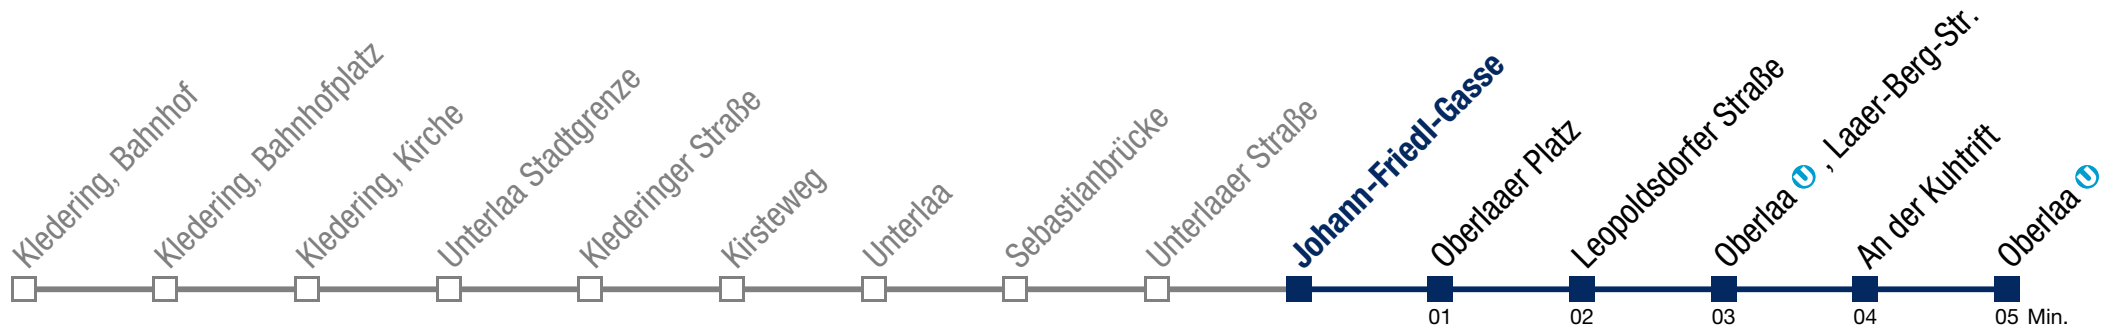 Kledering, Bahnhof
Kledering, Bahnhofplatz
Kledering, Kirche
Unterlaa Stadtgrenze
Klederinger Straße
Kirsteweg
Unterlaa
Sebastianbrücke
Unterlaaer Straße
Johann-Friedl-Gasse
Oberlaaer Platz
Leopoldsdorfer Straße
Oberlaa U , Laaer-Berg-Str.
An der Kuhtrift
Oberlaa U
01 02 03 04 05 Min.